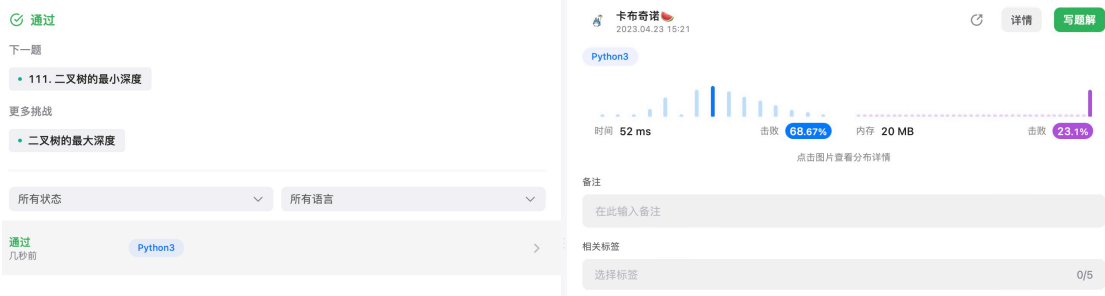 通过
下一题
111. 二叉树的最小深度
更多挑战
二叉树的最大深度
所有状态
所有语言
通过
Python3
几秒前
卡布奇诺🍉
2023.04.23 15:21
详情
写题解
Python3
时间 52 ms
击败 68.67%
内存 20 MB
击败 23.1%
点击图片查看分布详情
备注
在此输入备注
相关标签
选择标签
0/5